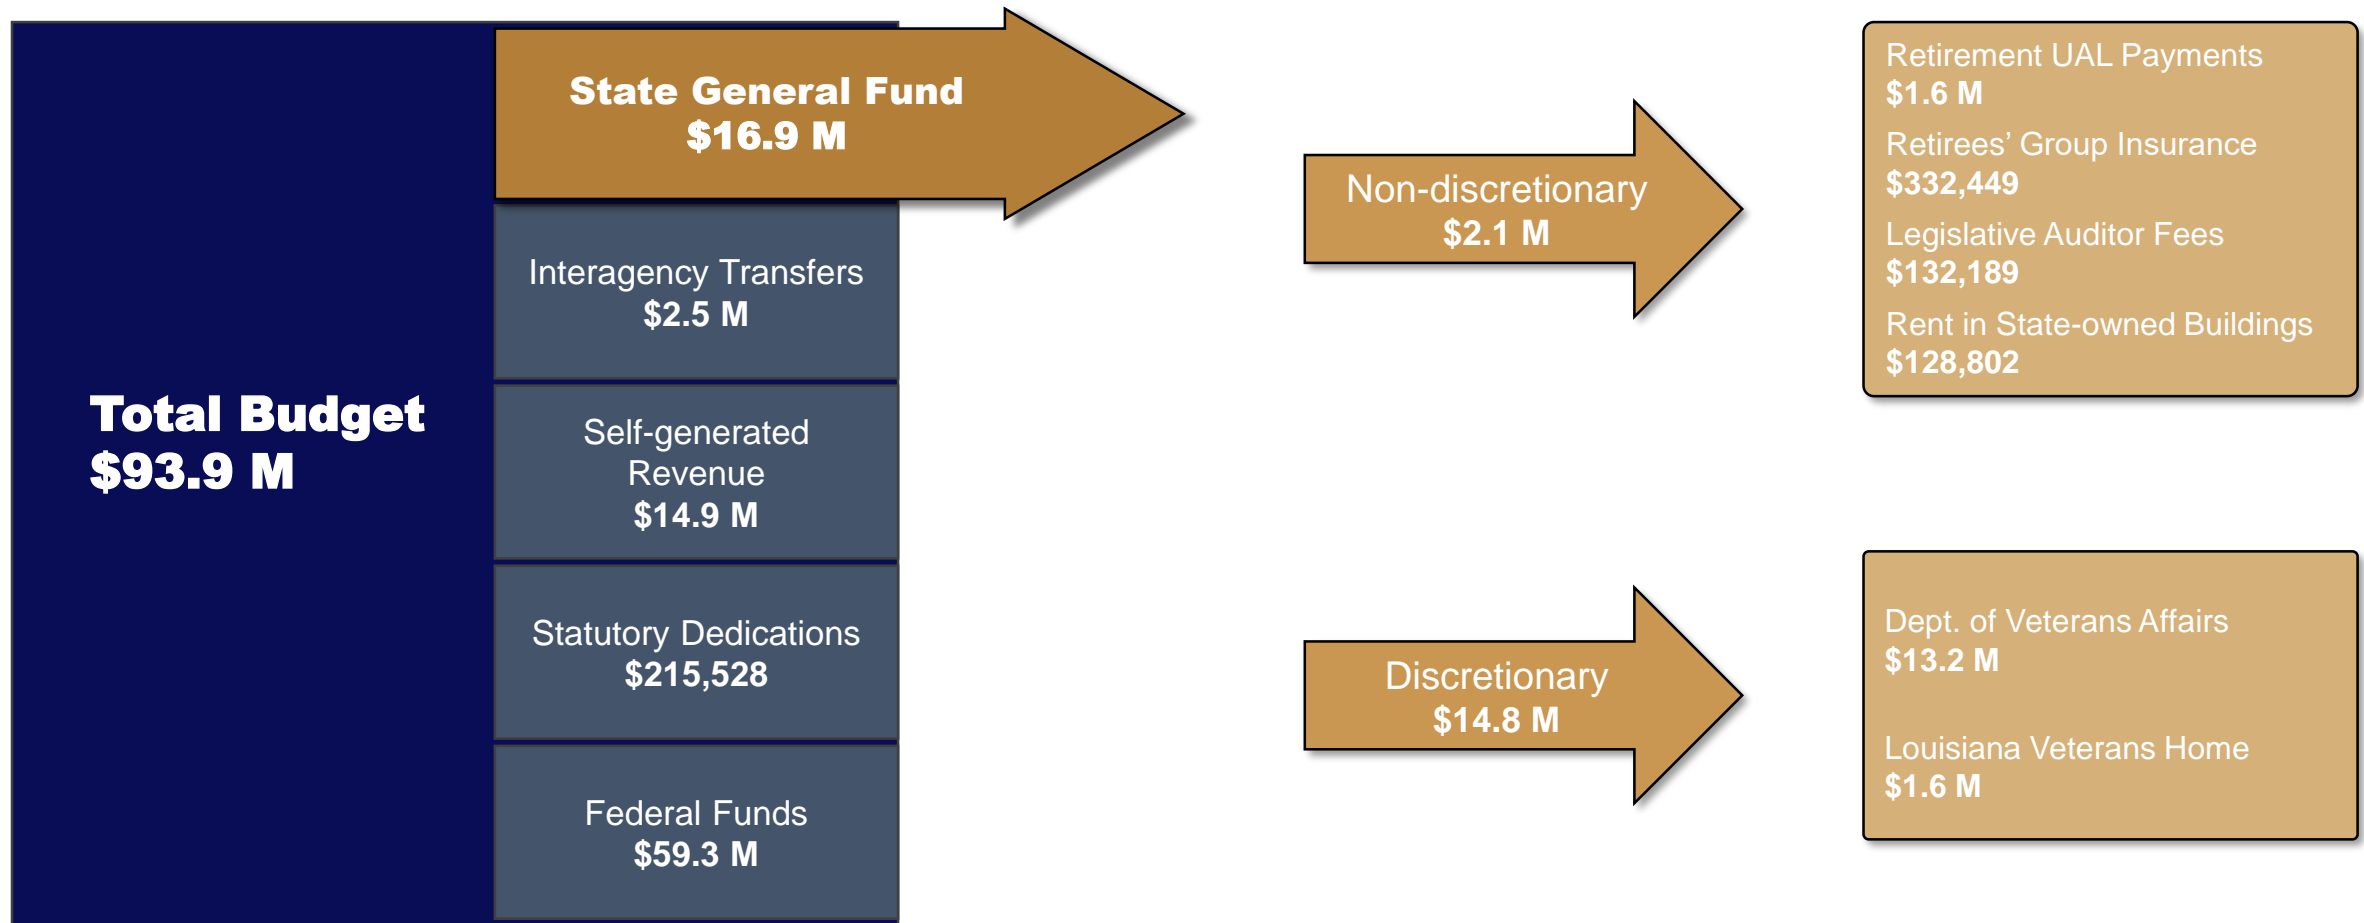 Total Budget
$93.9 M
State General Fund
$16.9 M
Interagency Transfers
$2.5 M
Self-generated
Revenue
$14.9 M
Statutory Dedications
$215,528
Federal Funds
$59.3 M
Non-discretionary
$2.1 M
Discretionary
$14.8 M
Retirement UAL Payments
$1.6 M
Retirees’ Group Insurance
$332,449
Legislative Auditor Fees
$132,189
Rent in State-owned Buildings
$128,802
Dept. of Veterans Affairs
$13.2 M
Louisiana Veterans Home
$1.6 M